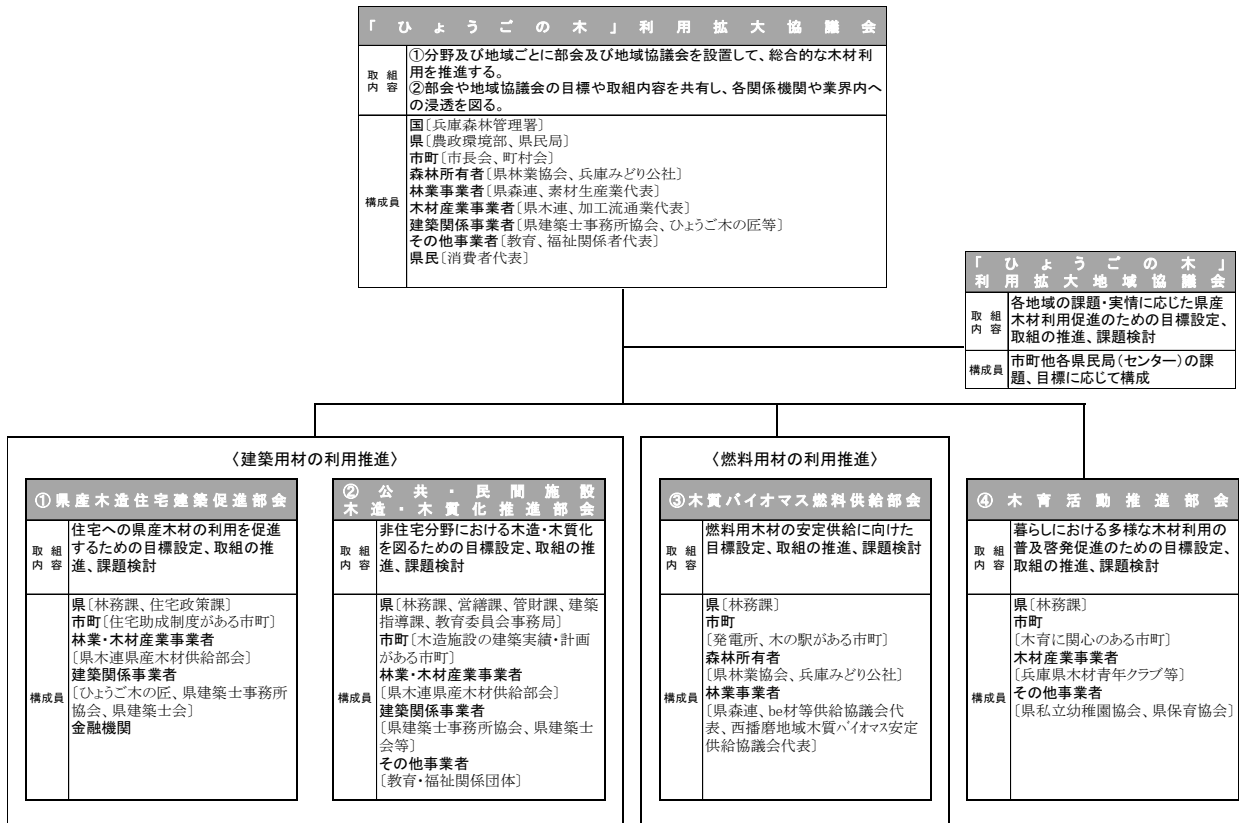 「ひょうごの木」利用拡大協議会
取組内容
①分野及び地域ごとに部会及び地域協議会を設置して、総合的な木材利
用を推進する。
②部会や地域協議会の目標や取組内容を共有し、各関係機関や業界内へ
の浸透を図る。
構成員
国〔兵庫森林管理署〕
県〔農政環境部、県民局〕
市町〔市長会、町村会〕
森林所有者〔県林業協会、兵庫みどり公社〕
林業事業者〔県森連、素材生産業代表〕
木材産業事業者〔県木連、加工流通業代表〕
建築関係事業者〔県建築士事務所協会、ひょうご木の匠等〕
その他事業者〔教育、福祉関係者代表〕
県民〔消費者代表〕
「ひょうごの木」
利用拡大地域協議会
取組内容
各地域の課題・実情に応じた県産
木材利用促進のための目標設定、
取組の推進、課題検討
構成員
市町他各県民局(センター)の課
題、目標に応じて構成
〈建築用材の利用推進〉
①県産木造住宅建築促進部会
取組内容
住宅への県産木材の利用を促進
するための目標設定、取組の推
進、課題検討
構成員
県〔林務課、住宅政策課〕
市町〔住宅助成制度がある市町〕
林業・木材産業事業者
〔県木連県産木材供給部会〕
建築関係事業者
〔ひょうご木の匠、県建築士事務所
協会、県建築士会〕
金融機関
②公共・民間施設
木造・木質化推進部会
取組内容
非住宅分野における木造・木質化
を図るための目標設定、取組の推
進、課題検討
構成員
県〔林務課、営繕課、管財課、建築
指導課、教育委員会事務局〕
市町〔木造施設の建築実績・計画
がある市町〕
林業・木材産業事業者
〔県木連県産木材供給部会〕
建築関係事業者
〔県建築士事務所協会、県建築士
会等〕
その他事業者
〔教育・福祉関係団体〕
〈燃料用材の利用推進〉
③木質バイオマス燃料供給部会
取組内容
燃料用木材の安定供給に向けた
目標設定、取組の推進、課題検討
構成員
県〔林務課〕
市町
〔発電所、木の駅がある市町〕
森林所有者
〔県林業協会、兵庫みどり公社〕
林業事業者
〔県森連、be材等供給協議会代
表、西播磨地域木質バイオマス安定
供給協議会代表〕
④木育活動推進部会
取組内容
暮らしにおける多様な木材利用の
普及啓発促進のための目標設定、
取組の推進、課題検討
構成員
県〔林務課〕
市町
〔木育に関心のある市町〕
木材産業事業者
〔兵庫県木材青年クラブ等〕
その他事業者
〔県私立幼稚園協会、県保育協会〕